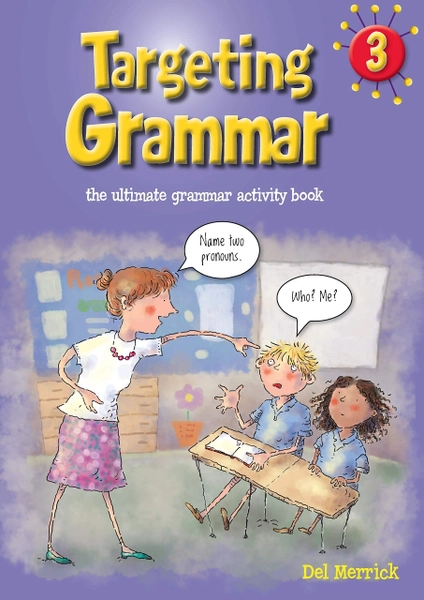 Targeting
Grammar
3
the ultimate grammar activity book
Name two
pronouns.
Who? Me?
Del Merrick